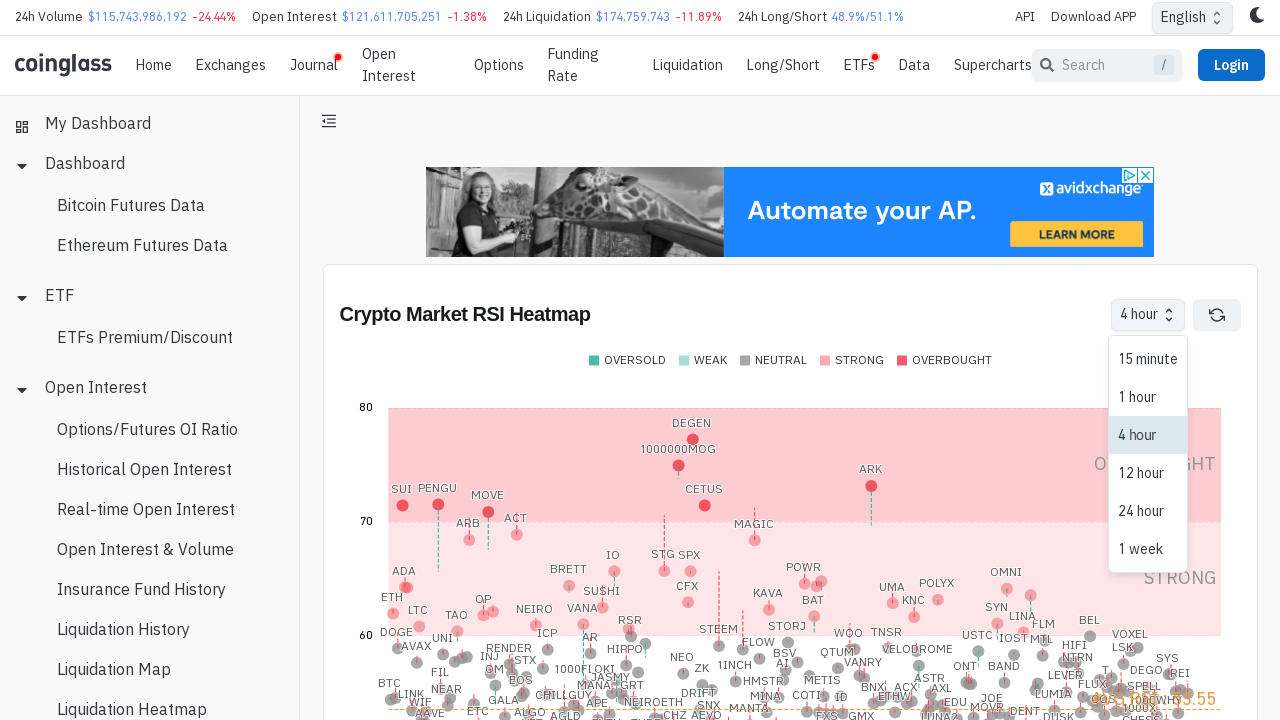 24h Volume $115,743,986,192 -24.44% Open Interest $121,611,705,251 -1.38% 24h Liquidation $174,759,743 -11.89% 24h Long/Short 48.9%/51.1% API Download APP English
coinglass Home Exchanges Journal Open Interest Options Funding Rate Liquidation Long/Short ETFs Data Supercharts Search / Login
My Dashboard
Dashboard
Bitcoin Futures Data
Ethereum Futures Data
ETF
ETFs Premium/Discount
Open Interest
Options/Futures OI Ratio
Historical Open Interest
Real-time Open Interest
Open Interest & Volume
Insurance Fund History
Liquidation History
Liquidation Map
Liquidation Heatmap
Automate your AP.
avidxchange
LEARN MORE
Crypto Market RSI Heatmap
4 hour
15 minute
1 hour
4 hour
12 hour
24 hour
1 week
OVERSOLD WEAK NEUTRAL STRONG OVERBOUGHT
80
DEGEN
1000000MOG
ARK
SUI PENGU MOVE CETUS
70
ARB ACT MAGIC
STRONG
IO STG SPX
ADA BRETT POWR OMNI
ETH SUSHI CFX KAVA BAT UMA KNC POLYX
LTC TAO OP NEIRO VANA SYN LINA
60
DOGE UNI ICP AR RSR STEEM STORJ WOO TNSR USTC IOST MTL FLM BEL
AVAX RENDER HIPPO FLOW QTUM VELODROME HIFI VOXEL LSK
INJ STX NEO BSV VANRY NTRN SYS
FIL 1000FLOKI ZK 1INCH AI ONT BAND DEGO REI
OM EOS JASMY HMSTR METIS ASTR LEVER
BTC NEAR MANA GRT DRIFT MINA COTI BNX ACX AXL LUMIA FLUX SPELL
LINK WIF GALA CHILLGUY APE NEIROETH SNX MANTA ID ETHW EDU JOE
AAVE ETC ALGO AGLD CHZ AEVO FXS GMX LUNA2 MOVR DENT DUSK